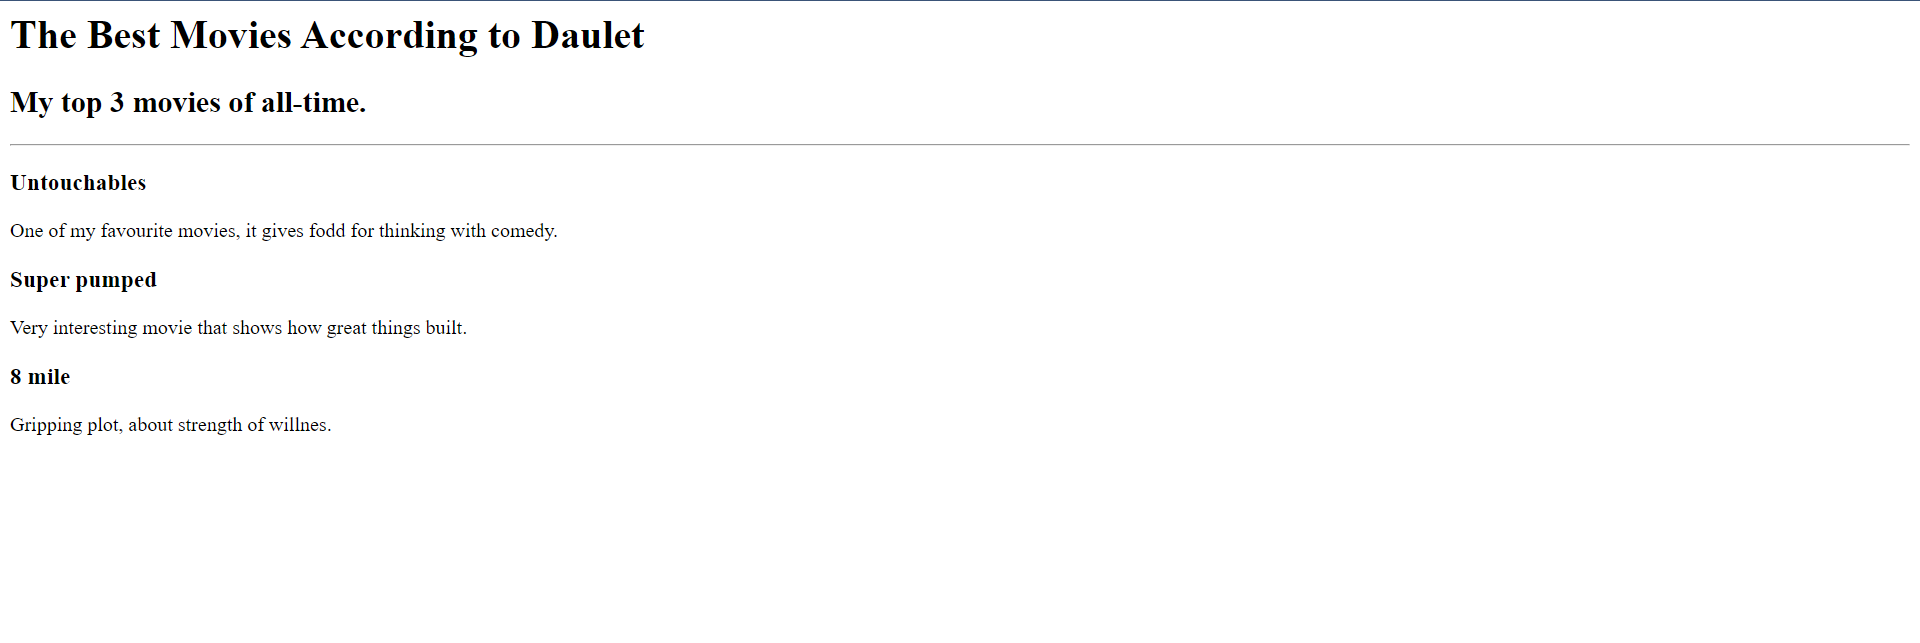 The Best Movies According to Daulet
My top 3 movies of all-time.
Untouchables
One of my favourite movies, it gives fodd for thinking with comedy.
Super pumped
Very interesting movie that shows how great things built.
8 mile
Gripping plot, about strength of willnes.